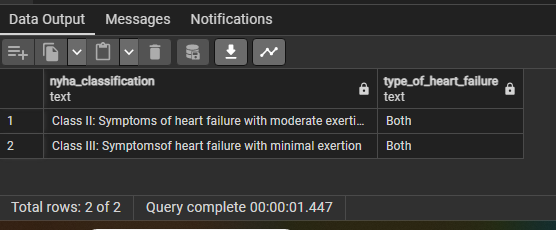 Data Output Messages Notifications
nyha_classification type_of_heart_failure
text text
1 Class II: Symptoms of heart failure with moderate exerti... Both
2 Class III: Symptomsof heart failure with minimal exertion Both
Total rows: 2 of 2 Query complete 00:00:01.447